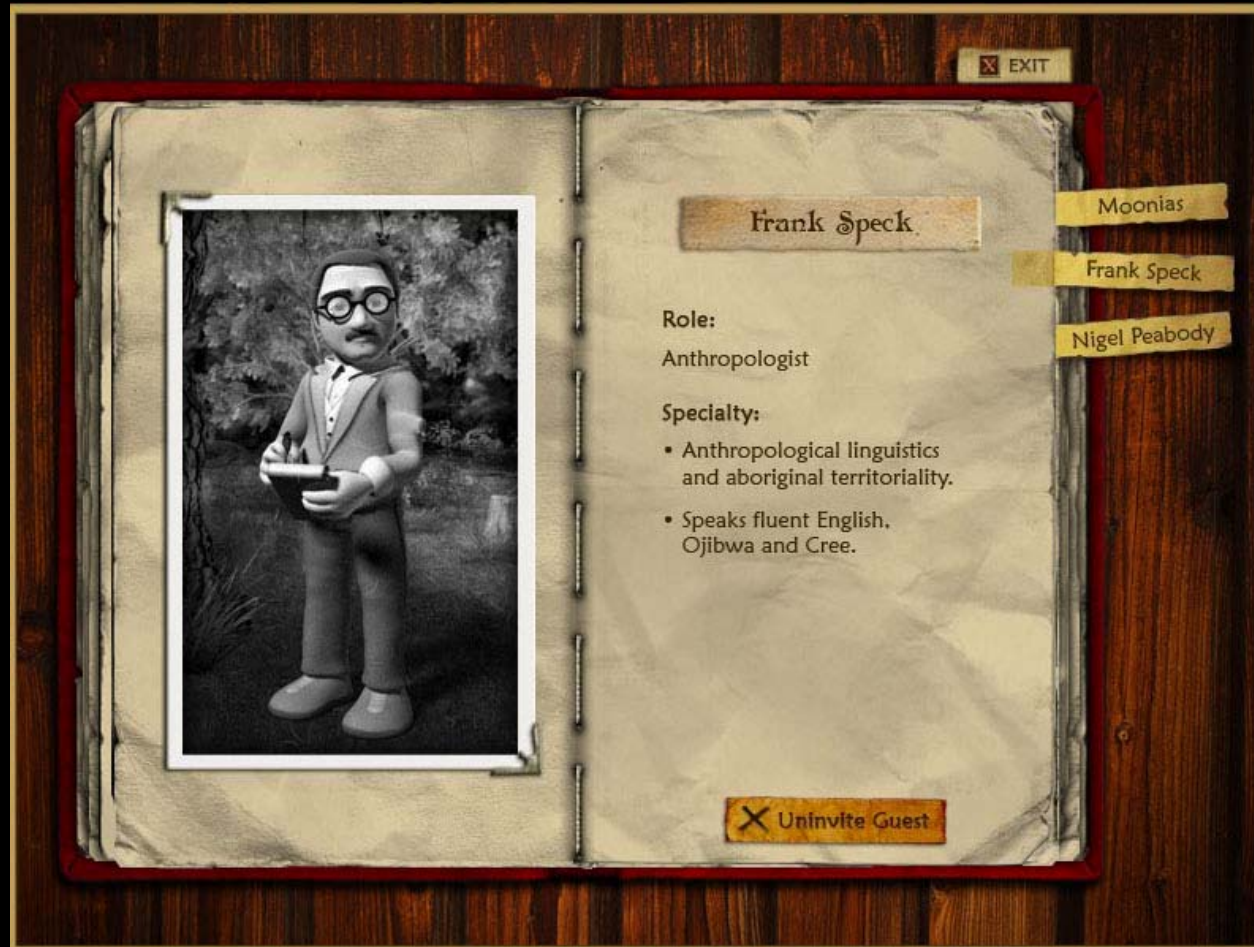 EXIT
Frank Speck
Moonias
Frank Speck
Nigel Peabody
Role:
Anthropologist
Specialty:
• Anthropological linguistics
and aboriginal territoriality.
• Speaks fluent English,
Ojibwa and Cree.
Uninvite Guest